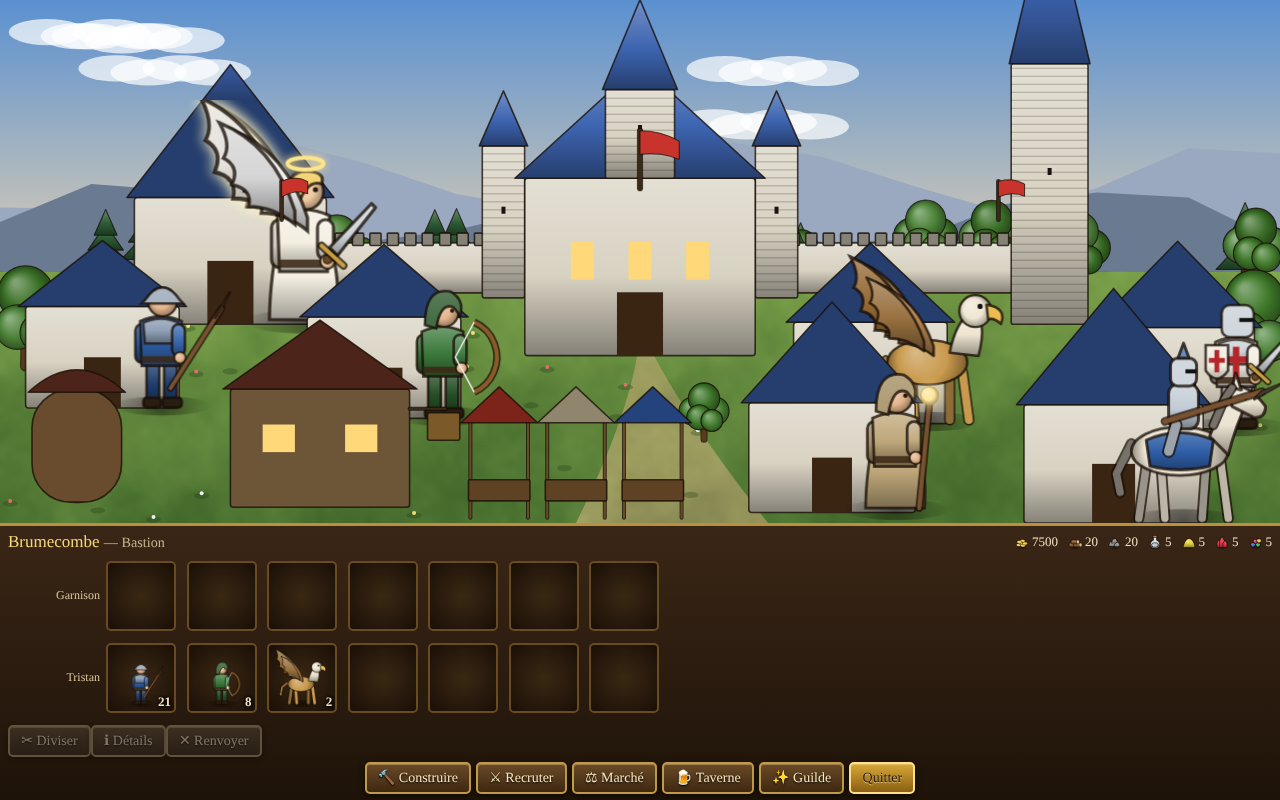 Brumecombe — Bastion
7500 20 20 5 5 5 5
Garnison
Tristan
21 8 2
Diviser Détails Renvoyer
Construire Recruter Marché Taverne Guilde Quitter